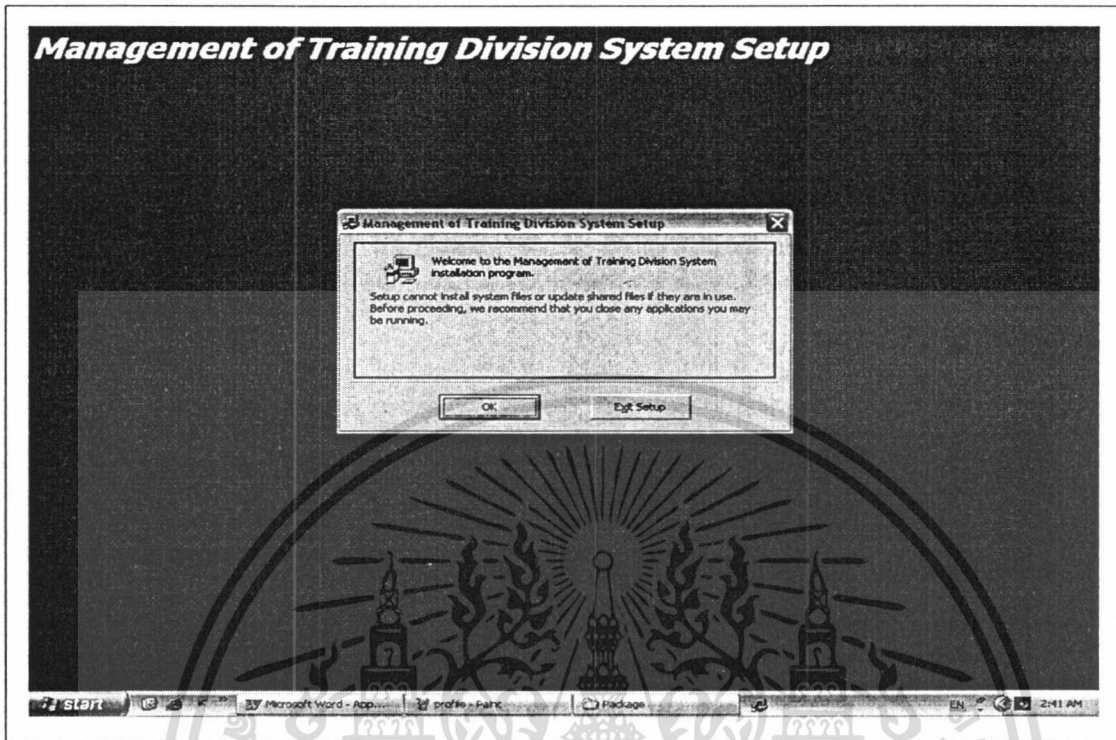 Management of Training Division System Setup
Management of Training Division System Setup
Welcome to the Management of Training Division System
installation program.
Setup cannot install system files or update shared files if they are in use.
Before proceeding, we recommend that you close any applications you may
be running.
OK
Exit Setup
start
Microsoft Word - App...
profile - Paint
Package
EN
2:41 AM